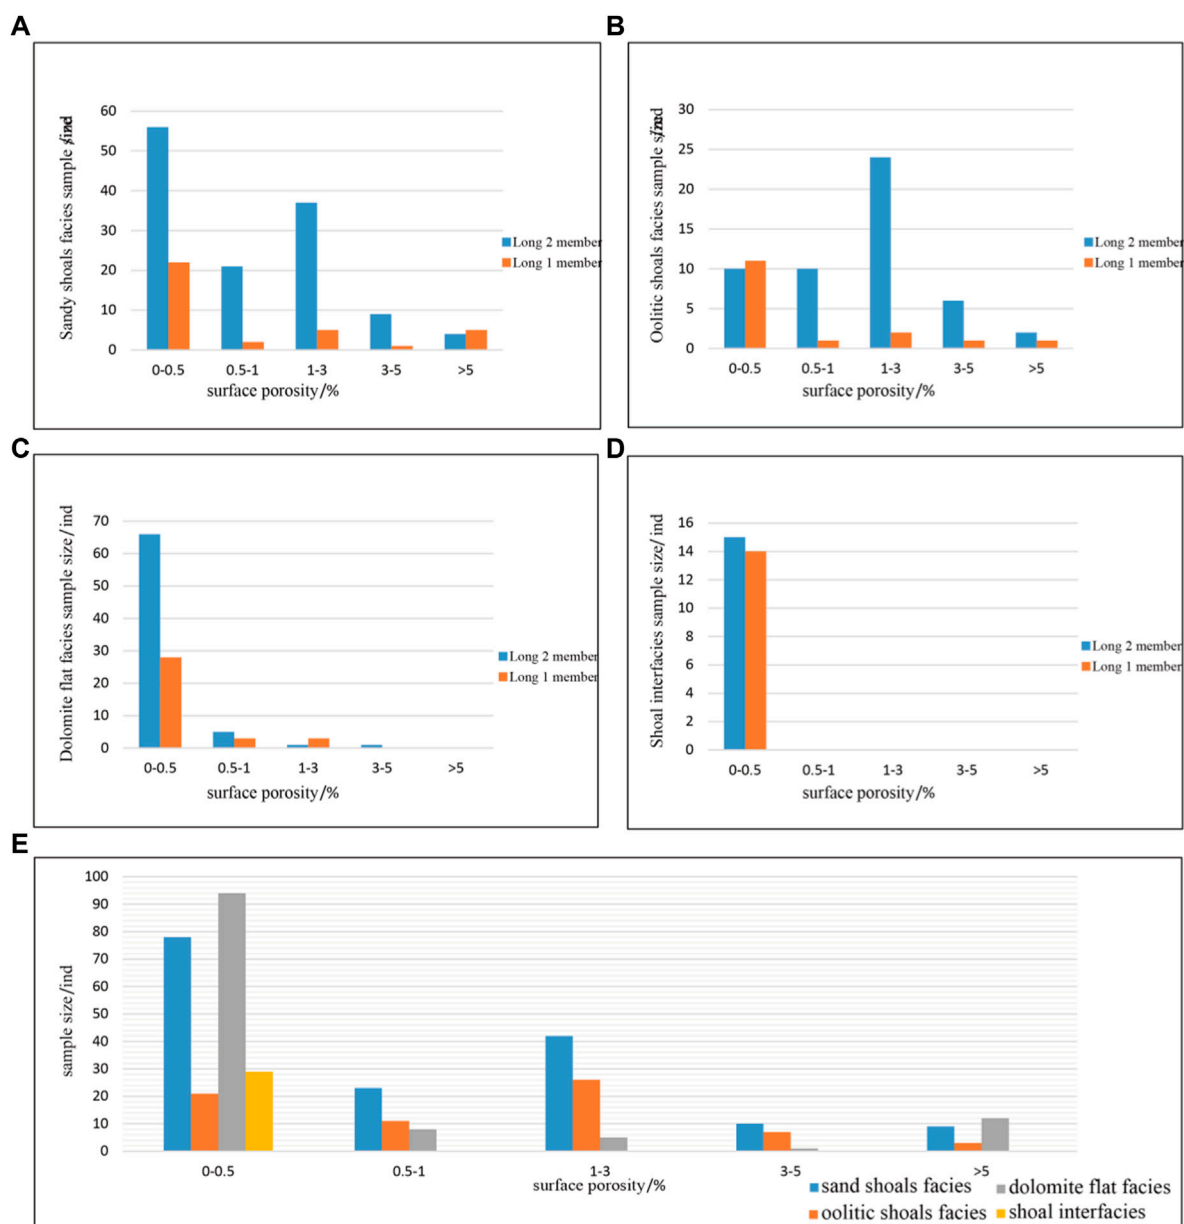 A
Sandy shoals facies sample
60
50
40
30
20
10
0
0-0.5 0.5-1 1-3 3-5 >5
surface porosity/%
Long 2 member
Long 1 member
B
Oolitic shoals facies sample
30
25
20
15
10
5
0
0-0.5 0.5-1 1-3 3-5 >5
surface porosity/%
Long 2 member
Long 1 member
C
Dolomite flat facies sample size/ind
70
60
50
40
30
20
10
0
0-0.5 0.5-1 1-3 3-5 >5
surface porosity/%
Long 2 member
Long 1 member
D
Shoal interfacies sample size/ ind
16
14
12
10
8
6
4
2
0
0-0.5 0.5-1 1-3 3-5 >5
surface porosity/%
Long 2 member
Long 1 member
E
sample size/ind
100
90
80
70
60
50
40
30
20
10
0
0-0.5 0.5-1 1-3 3-5 >5
surface porosity/%
sand shoals facies dolomite flat facies
oolitic shoals facies shoal interfacies